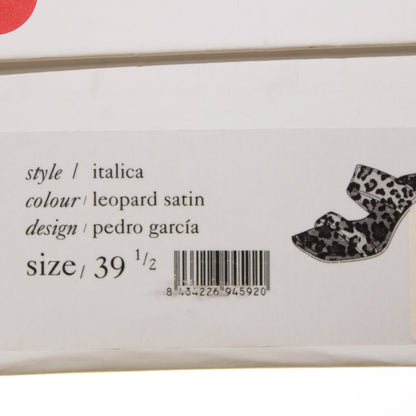 style / italica
colour / leopard satin
design / pedro garcía
size / 39 1/2
8 434226 945920